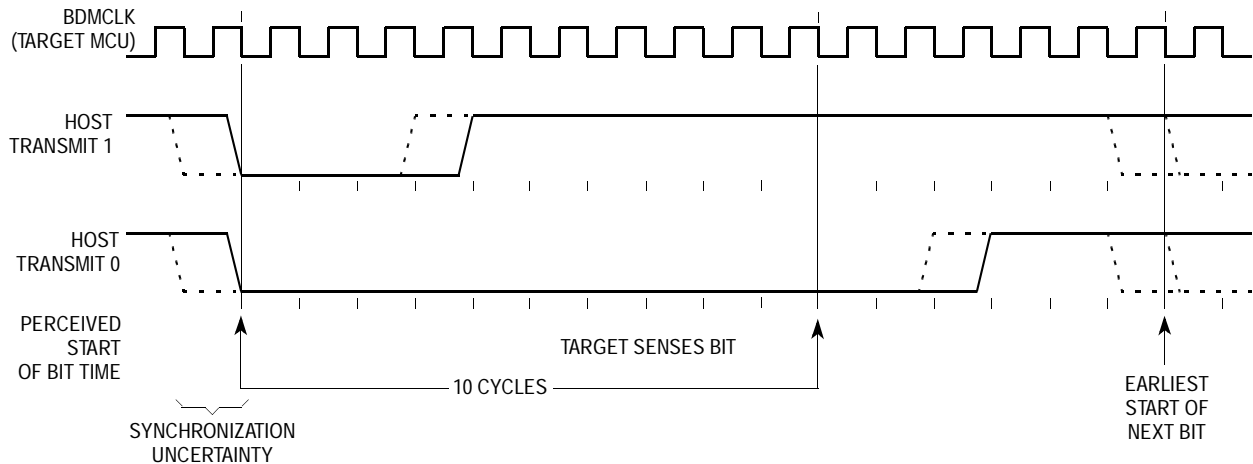 BDMCLK
(TARGET MCU)
HOST
TRANSMIT 1
HOST
TRANSMIT 0
PERCEIVED
START
OF BIT TIME
TARGET SENSES BIT
10 CYCLES
EARLIEST
START OF
NEXT BIT
SYNCHRONIZATION
UNCERTAINTY